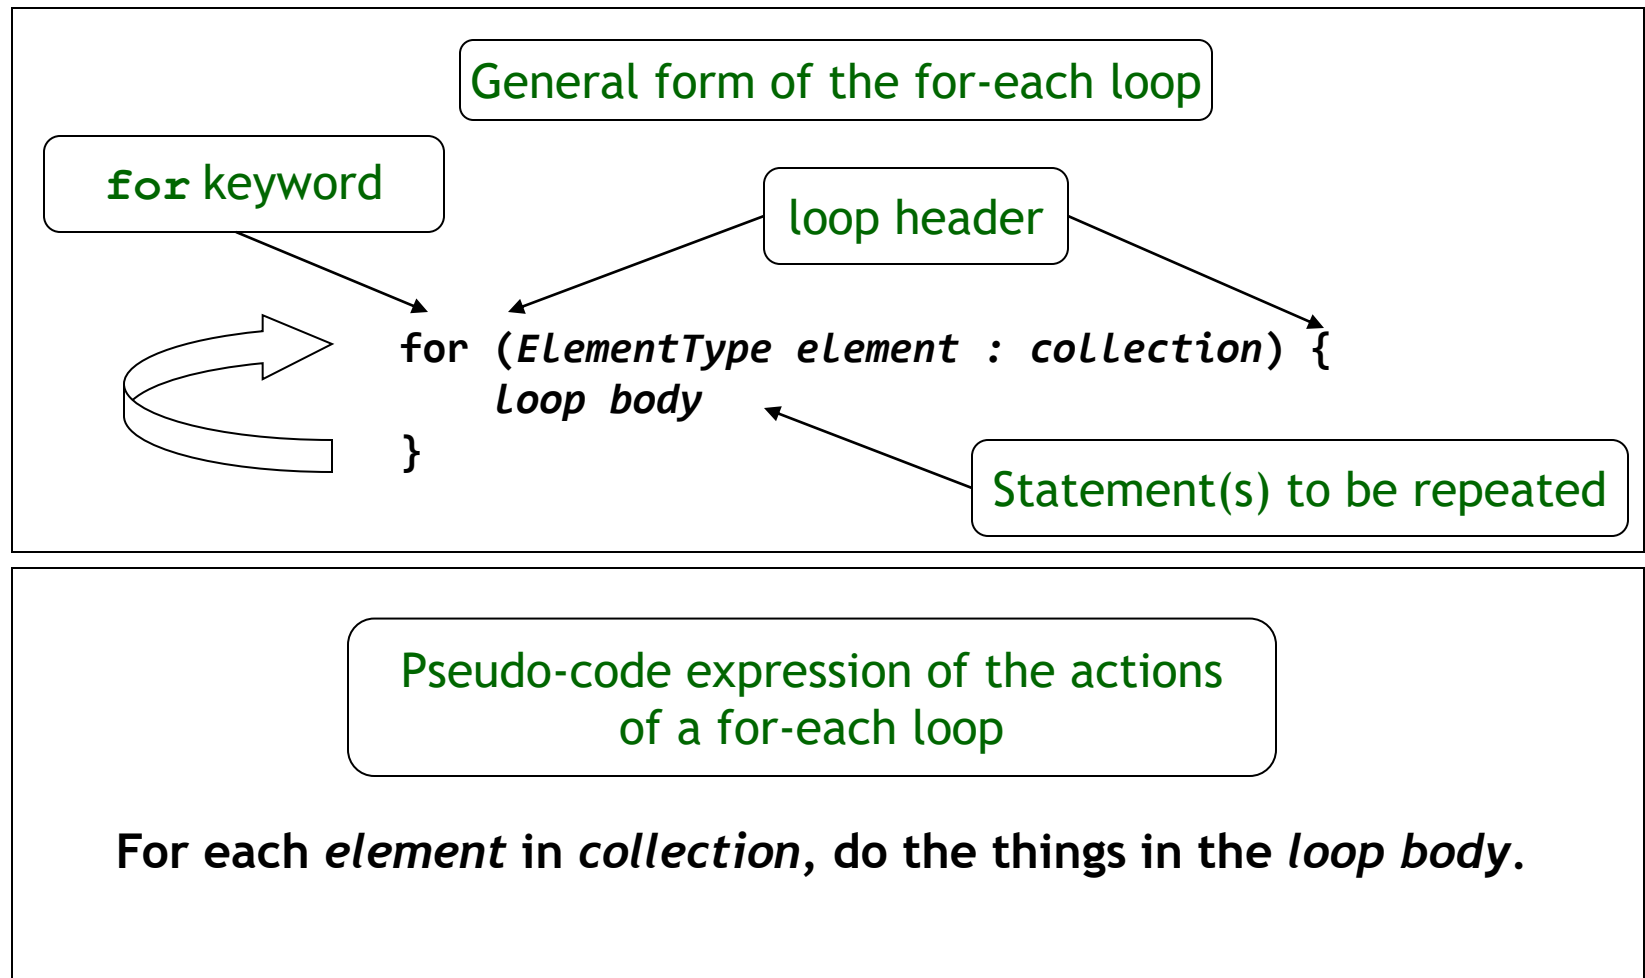 General form of the for-each loop
for keyword
loop header
for (ElementType element : collection) {
loop body
}
Statement(s) to be repeated
Pseudo-code expression of the actions
of a for-each loop
For each element in collection, do the things in the loop body.